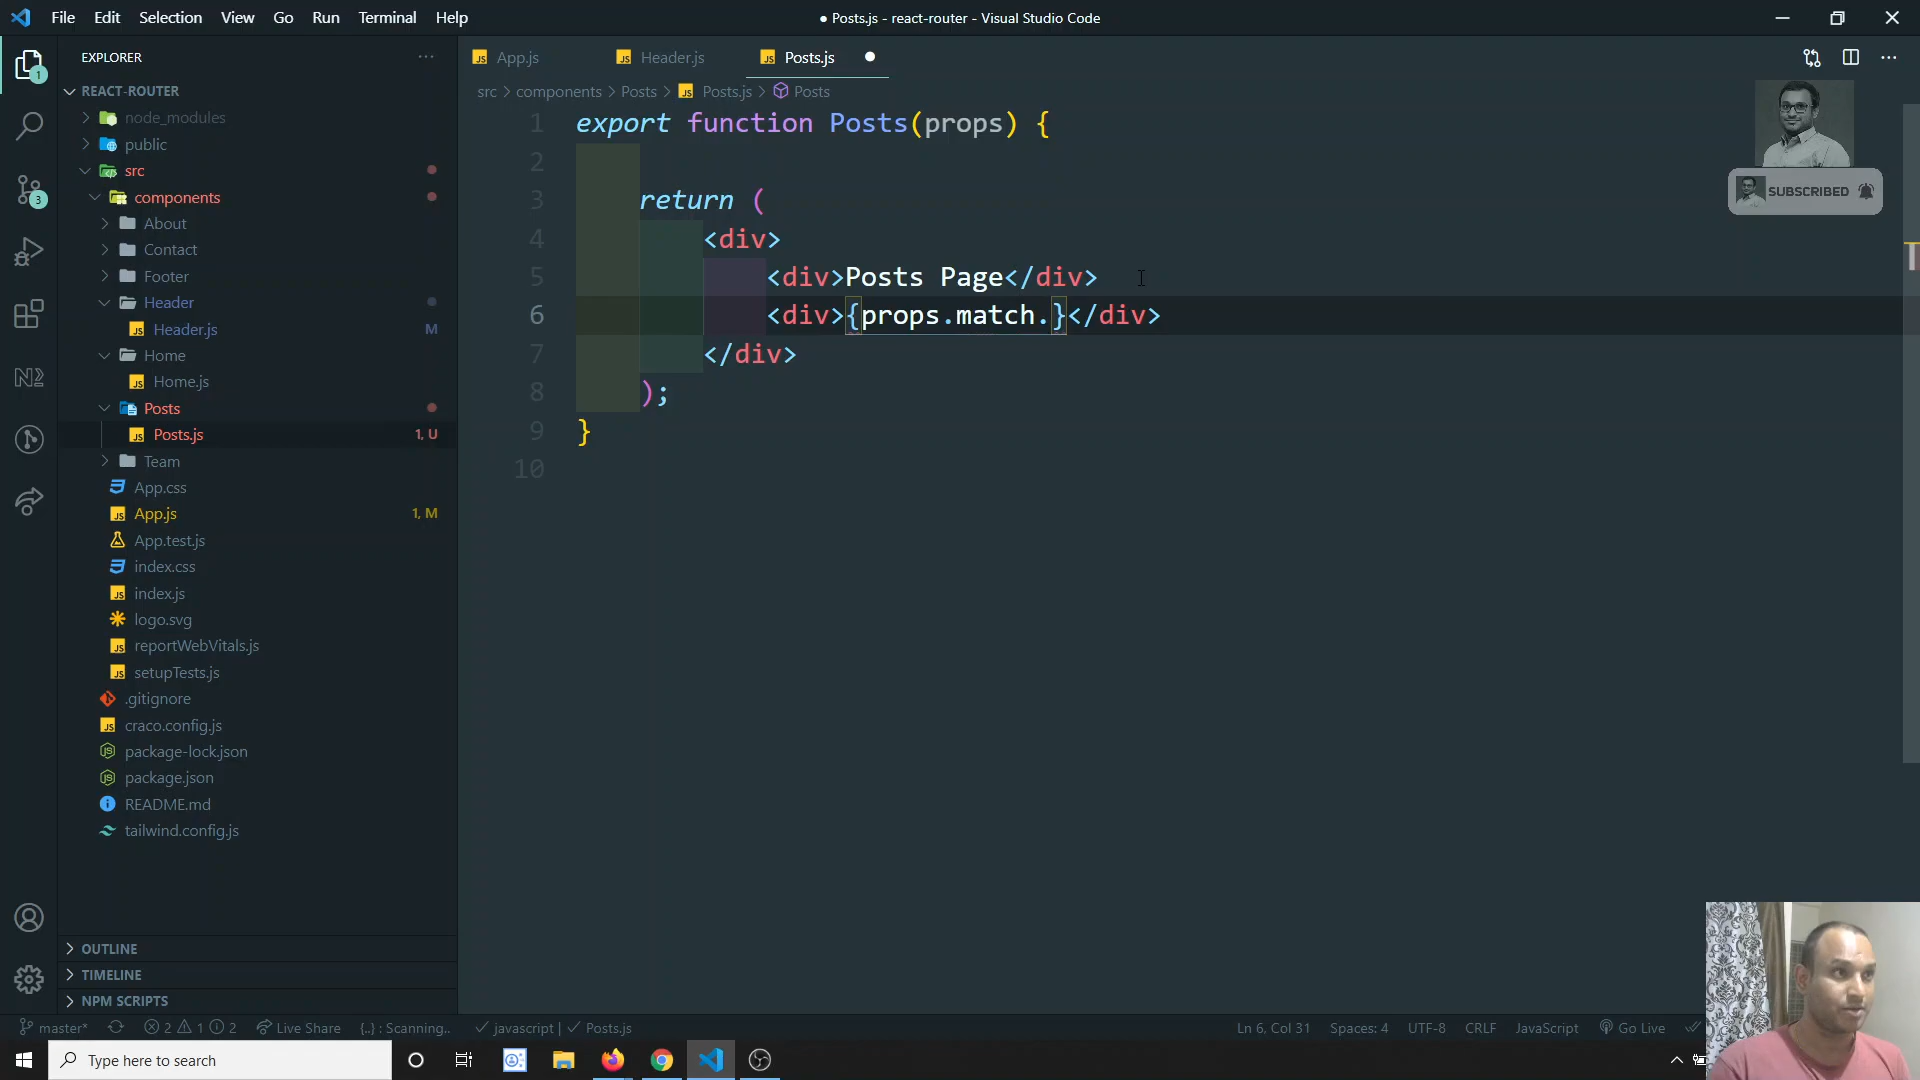 File Edit Selection View Go Run Terminal Help
● Posts.js - react-router - Visual Studio Code
EXPLORER
REACT-ROUTER
node_modules
public
src
components
About
Contact
Footer
Header
Header.js M
Home
Home.js
Posts
Posts.js 1, U
Team
App.css
App.js 1, M
App.test.js
index.css
index.js
logo.svg
reportWebVitals.js
setupTests.js
.gitignore
craco.config.js
package-lock.json
package.json
README.md
tailwind.config.js
OUTLINE
TIMELINE
NPM SCRIPTS
1
3
App.js Header.js Posts.js
src > components > Posts > Posts.js > Posts
1 export function Posts(props) {
2
3 return (
4 <div>
5 <div>Posts Page</div>
6 <div>{props.match.}</div>
7 </div>
8 );
9 }
10
SUBSCRIBED
master* 2 1 2 Live Share {..} : Scanning.. javascript | Posts.js
Ln 6, Col 31 Spaces: 4 UTF-8 CRLF JavaScript Go Live
Type here to search